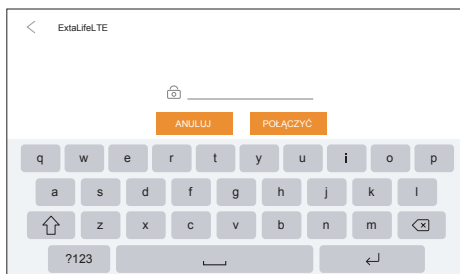 ExtaLifeLTE
ANULUJ POŁĄCZYĆ
q w e r t y u i o p
a s d f g h j k l
z x c v b n m
?123